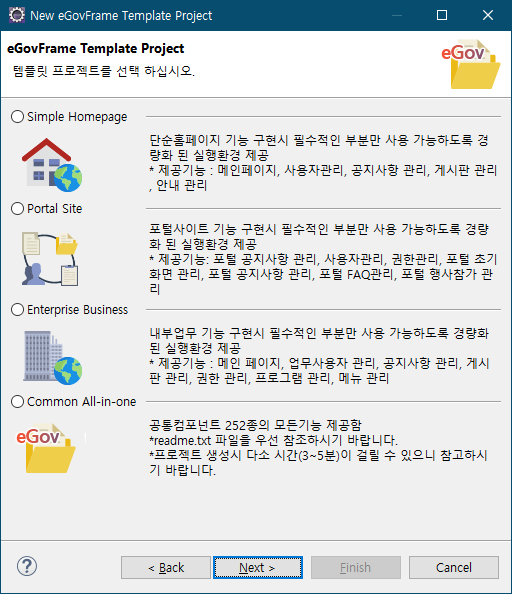 New eGovFrame Template Project
eGovFrame Template Project
템플릿 프로젝트를 선택 하십시오.
eGov
Simple Homepage
단순홈페이지 기능 구현시 필수적인 부분만 사용 가능하도록 경
량화 된 실행환경 제공
* 제공기능 : 메인페이지, 사용자관리, 공지사항 관리, 게시판 관리
, 안내 관리
Portal Site
포털사이트 기능 구현시 필수적인 부분만 사용 가능하도록 경량
화 된 실행환경 제공
* 제공기능: 포털 공지사항 관리, 사용자관리, 권한관리, 포털 초기
화면 관리, 포털 공지사항 관리, 포털 FAQ관리, 포털 행사참가 관
리
Enterprise Business
내부업무 기능 구현시 필수적인 부분만 사용 가능하도록 경량화
된 실행환경 제공
* 제공기능 : 메인 페이지, 업무사용자 관리, 공지사항 관리, 게시
판 관리, 권한 관리, 프로그램 관리, 메뉴 관리
Common All-in-one
eGov
공통컴포넌트 252종의 모든기능 제공함
*readme.txt 파일을 우선 참조하시기 바랍니다.
*프로젝트 생성시 다소 시간(3~5분)이 걸릴 수 있으니 참고하시
기 바랍니다.
?
< Back
Next >
Finish
Cancel